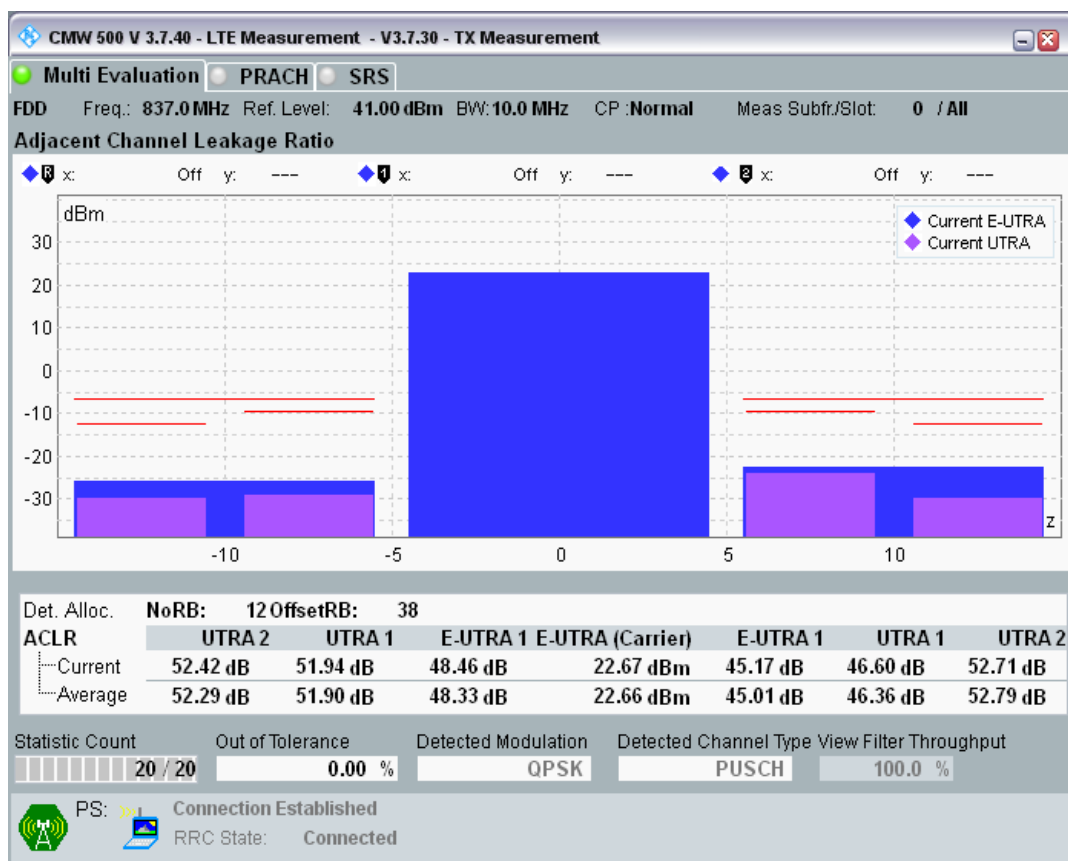 CMW 500 V 3.7.40 - LTE Measurement - V3.7.30 - TX Measurement
Multi Evaluation PRACH SRS
FDD Freq.: 837.0 MHz Ref. Level: 41.00 dBm BW: 10.0 MHz CP :Normal Meas Subfr./Slot: 0 / All
Adjacent Channel Leakage Ratio
R x: Off y: --- 1 x: Off y: --- 2 x: Off y: ---
dBm
Current E-UTRA
Current UTRA
30
20
10
0
-10
-20
-30
z
-10 -5 0 5 10
Det. Alloc. NoRB: 12 OffsetRB: 38
ACLR UTRA 2 UTRA 1 E-UTRA 1 E-UTRA (Carrier) E-UTRA 1 UTRA 1 UTRA 2
Current 52.42 dB 51.94 dB 48.46 dB 22.67 dBm 45.17 dB 46.60 dB 52.71 dB
Average 52.29 dB 51.90 dB 48.33 dB 22.66 dBm 45.01 dB 46.36 dB 52.79 dB
Statistic Count Out of Tolerance Detected Modulation Detected Channel Type View Filter Throughput
20 / 20 0.00 % QPSK PUSCH 100.0 %
PS: Connection Established
RRC State: Connected